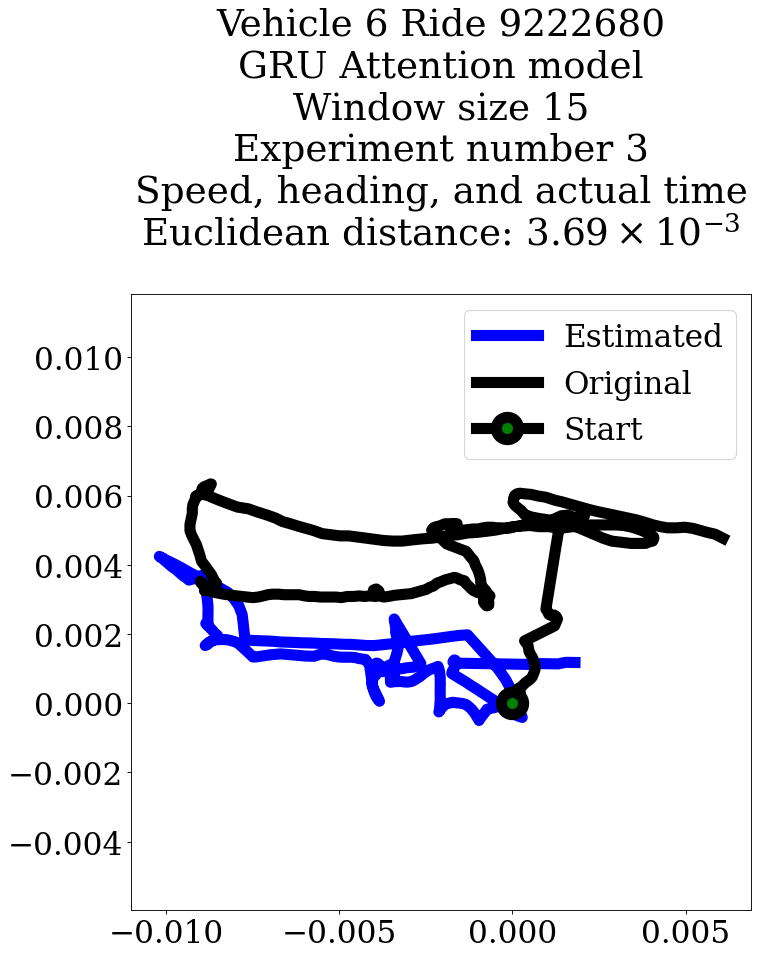 Vehicle 6 Ride 9222680
GRU Attention model
Window size 15
Experiment number 3
Speed, heading, and actual time
Euclidean distance: 3.69 × 10⁻³
Estimated
Original
Start
0.010
0.008
0.006
0.004
0.002
0.000
−0.002
−0.004
−0.010 −0.005 0.000 0.005